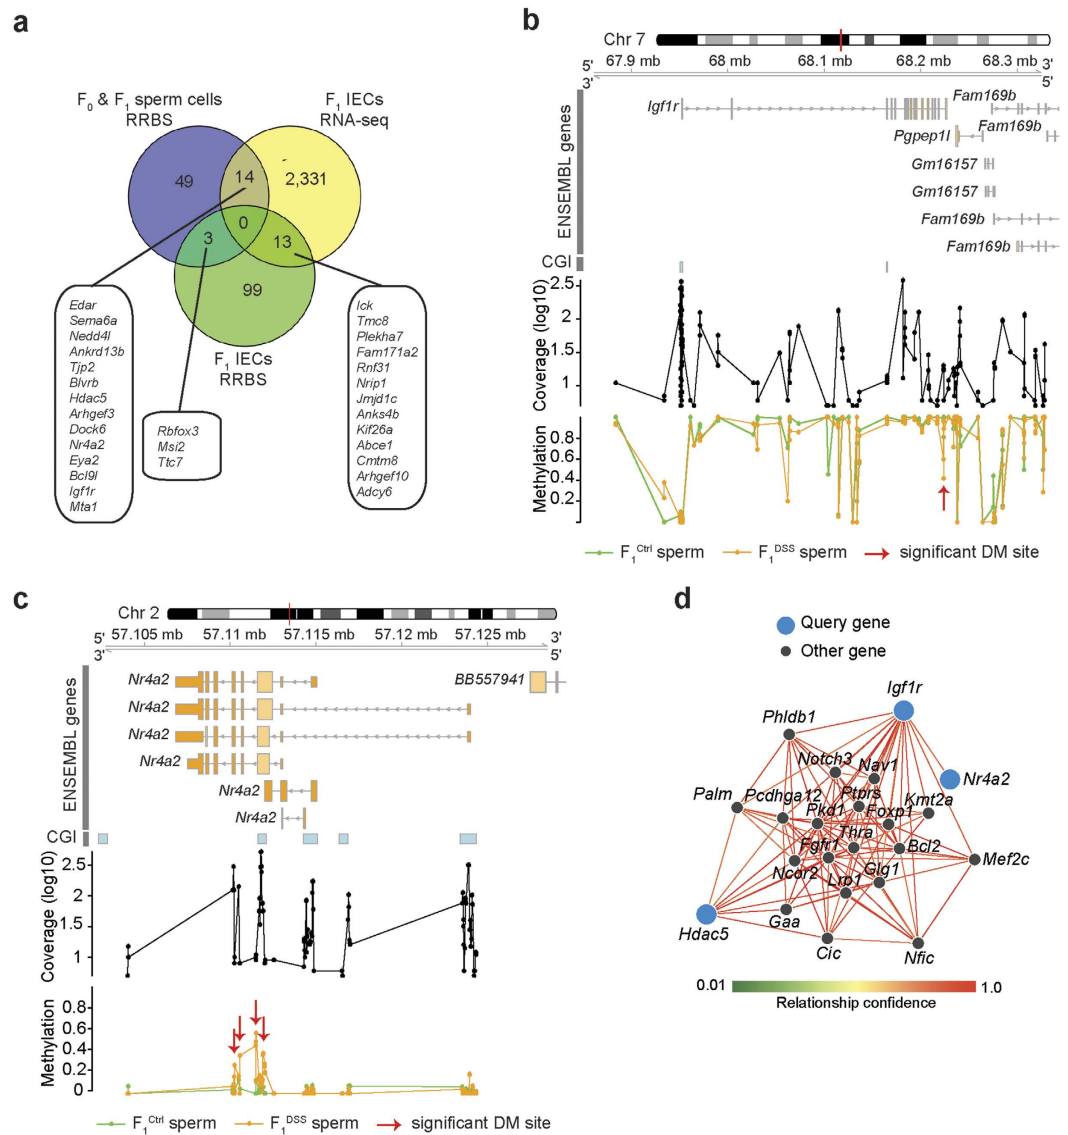 a
F0 & F1 sperm cells
RRBS
F1 IECs
RNA-seq
49
14
2,331
0
3
13
99
F1 IECs
RRBS
Edar
Sema6a
Nedd4l
Ankrd13b
Tjp2
Blvrb
Hdac5
Arhgef3
Dock6
Nr4a2
Eya2
Bcl9l
Igf1r
Mta1
Rbfox3
Msi2
Ttc7
Ick
Tmc8
Plekha7
Fam171a2
Rnf31
Nrip1
Jmjd1c
Anks4b
Kif26a
Abce1
Cmtm8
Arhgef10
Adcy6
b
Chr 7
5' 67.9 mb 68 mb 68.1 mb 68.2 mb 68.3 mb 3'
3' 5'
ENSEMBL genes
Igf1r
Fam169b
Pgpep1l
Fam169b
Gm16157
Gm16157
Fam169b
Fam169b
CGI
Coverage (log10)
2.5
2
1.5
1
Methylation
0.8
0.6
0.4
0.2
F1Ctrl sperm F1DSS sperm significant DM site
c
Chr 2
5' 57.105 mb 57.111 mb 57.115 mb 57.12 mb 57.125 mb 3'
3' 5'
ENSEMBL genes
Nr4a2
BB557941
Nr4a2
Nr4a2
Nr4a2
Nr4a2
Nr4a2
CGI
Coverage (log10)
2.5
2
1.5
1
Methylation
0.8
0.6
0.4
0.2
0
F1Ctrl sperm F1DSS sperm significant DM site
d
Query gene
Other gene
Igf1r
Phldb1
Notch3
Nav1
Nr4a2
Palm
Pcdhga12
Ptprs
Kmt2a
Pkd1
Foxp1
Thra
Fgfr1
Bcl2
Mef2c
Ncor2
Lrp1
Glg1
Hdac5
Gaa
Cic
Nfic
0.01 1.0
Relationship confidence